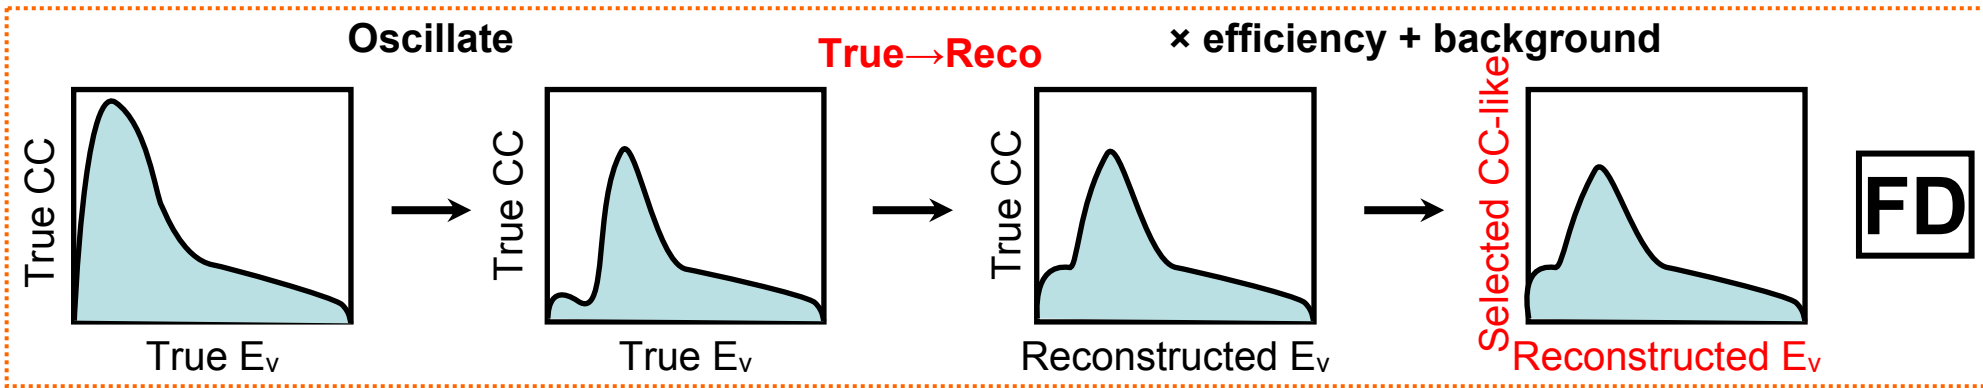 Oscillate
True→Reco
× efficiency + background
True CC
True Eν
True CC
True Eν
True CC
Reconstructed Eν
Selected CC-like
Reconstructed Eν
FD